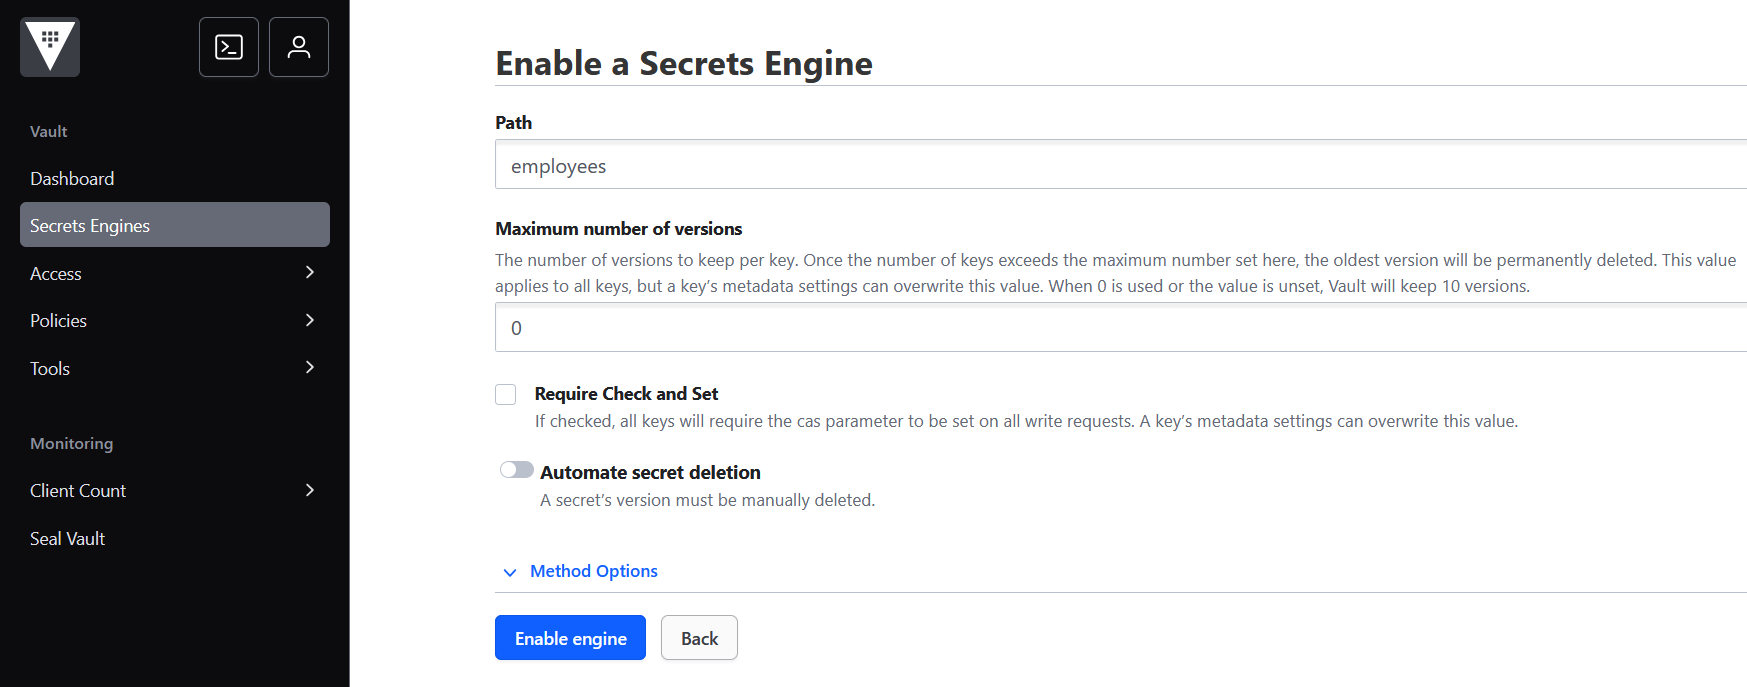 Vault
Dashboard
Secrets Engines
Access
Policies
Tools
Monitoring
Client Count
Seal Vault
Enable a Secrets Engine
Path
employees
Maximum number of versions
The number of versions to keep per key. Once the number of keys exceeds the maximum number set here, the oldest version will be permanently deleted. This value
applies to all keys, but a key’s metadata settings can overwrite this value. When 0 is used or the value is unset, Vault will keep 10 versions.
0
Require Check and Set
If checked, all keys will require the cas parameter to be set on all write requests. A key’s metadata settings can overwrite this value.
Automate secret deletion
A secret’s version must be manually deleted.
Method Options
Enable engine
Back